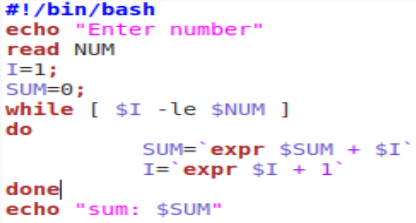 #!/bin/bash
echo "Enter number"
read NUM
I=1;
SUM=0;
while [ $I -le $NUM ]
do
SUM=`expr $SUM + $I`
I=`expr $I + 1`
done
echo "sum: $SUM"